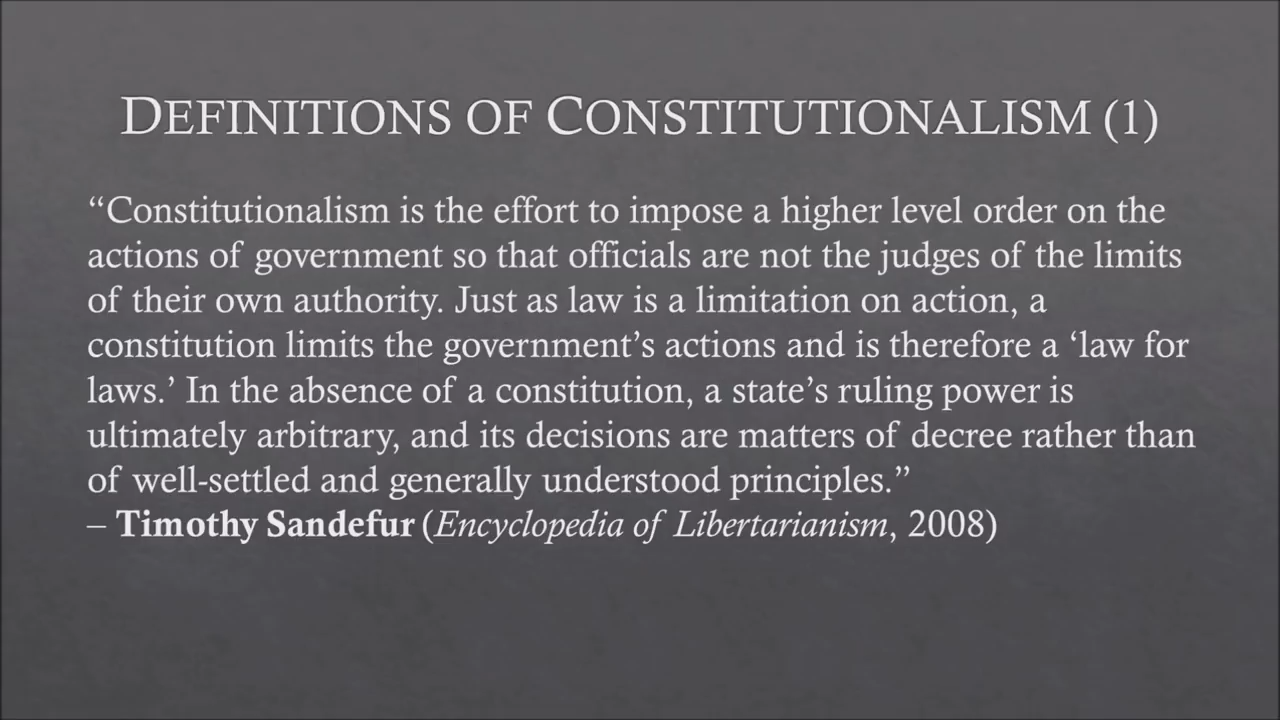 DEFINITIONS OF CONSTITUTIONALISM (1)
“Constitutionalism is the effort to impose a higher level order on the
actions of government so that officials are not the judges of the limits
of their own authority. Just as law is a limitation on action, a
constitution limits the government’s actions and is therefore a ‘law for
laws.’ In the absence of a constitution, a state’s ruling power is
ultimately arbitrary, and its decisions are matters of decree rather than
of well-settled and generally understood principles.”
– Timothy Sandefur (Encyclopedia of Libertarianism, 2008)